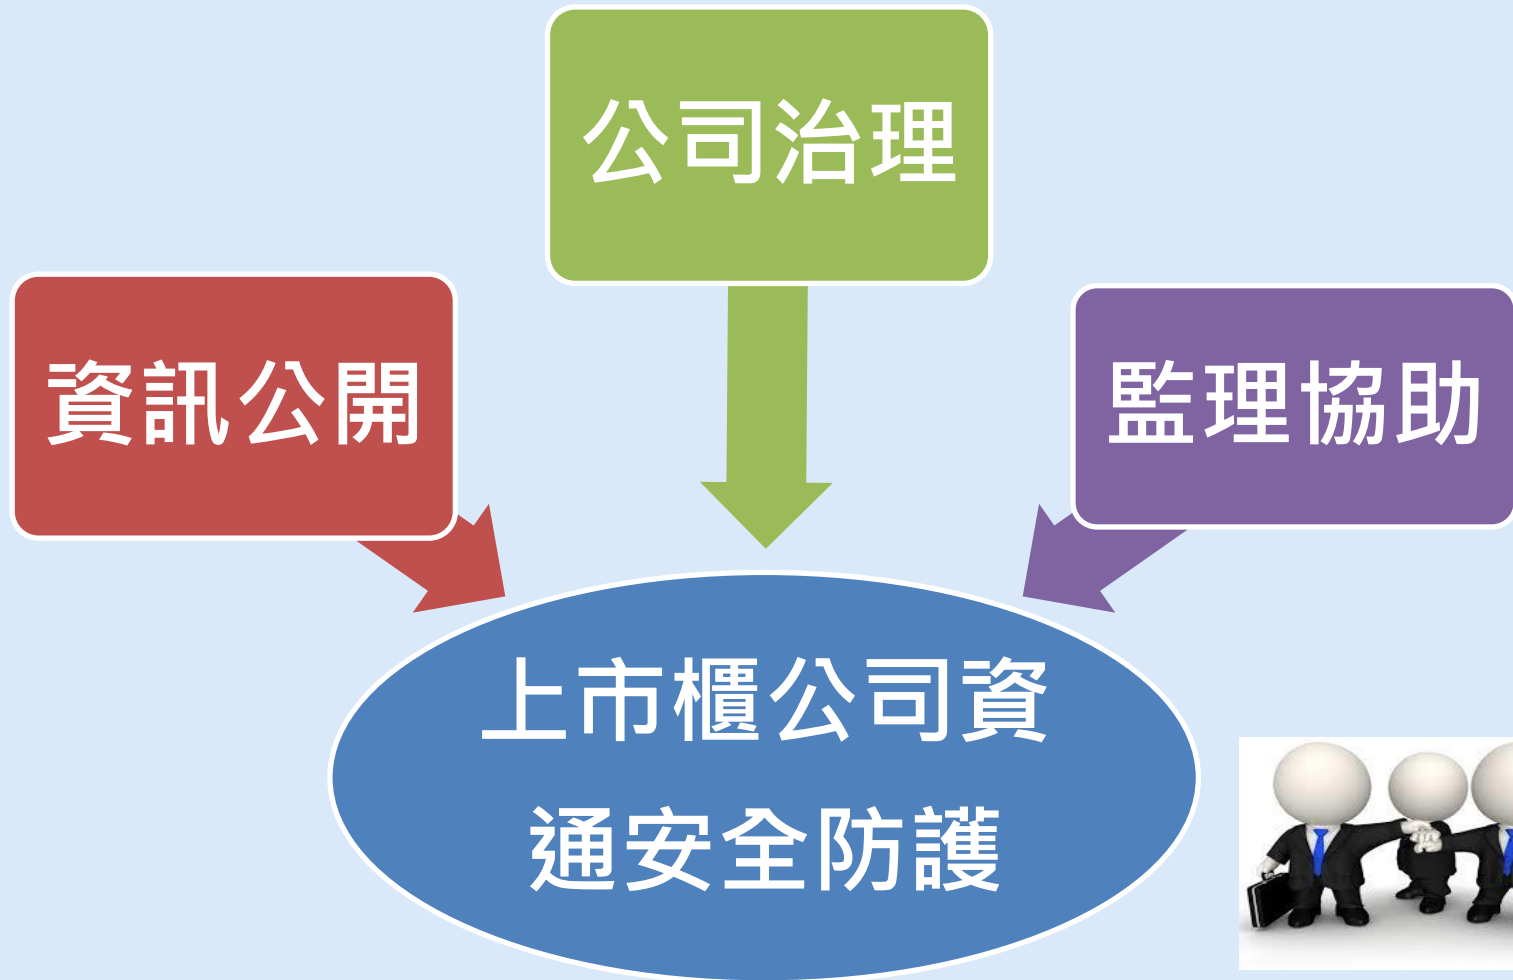 公司治理
資訊公開
監理協助
上市櫃公司資
通安全防護